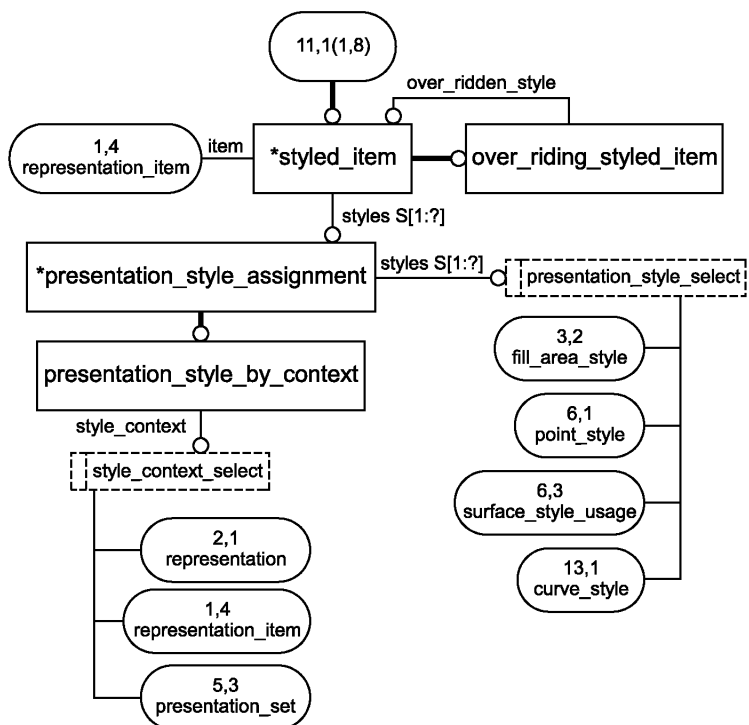 11,1(1,8)
over_ridden_style
1,4
representation_item
item
*styled_item
over_riding_styled_item
styles S[1:?]
*presentation_style_assignment
styles S[1:?]
presentation_style_select
3,2
fill_area_style
presentation_style_by_context
6,1
point_style
style_context
style_context_select
6,3
surface_style_usage
2,1
representation
13,1
curve_style
1,4
representation_item
5,3
presentation_set